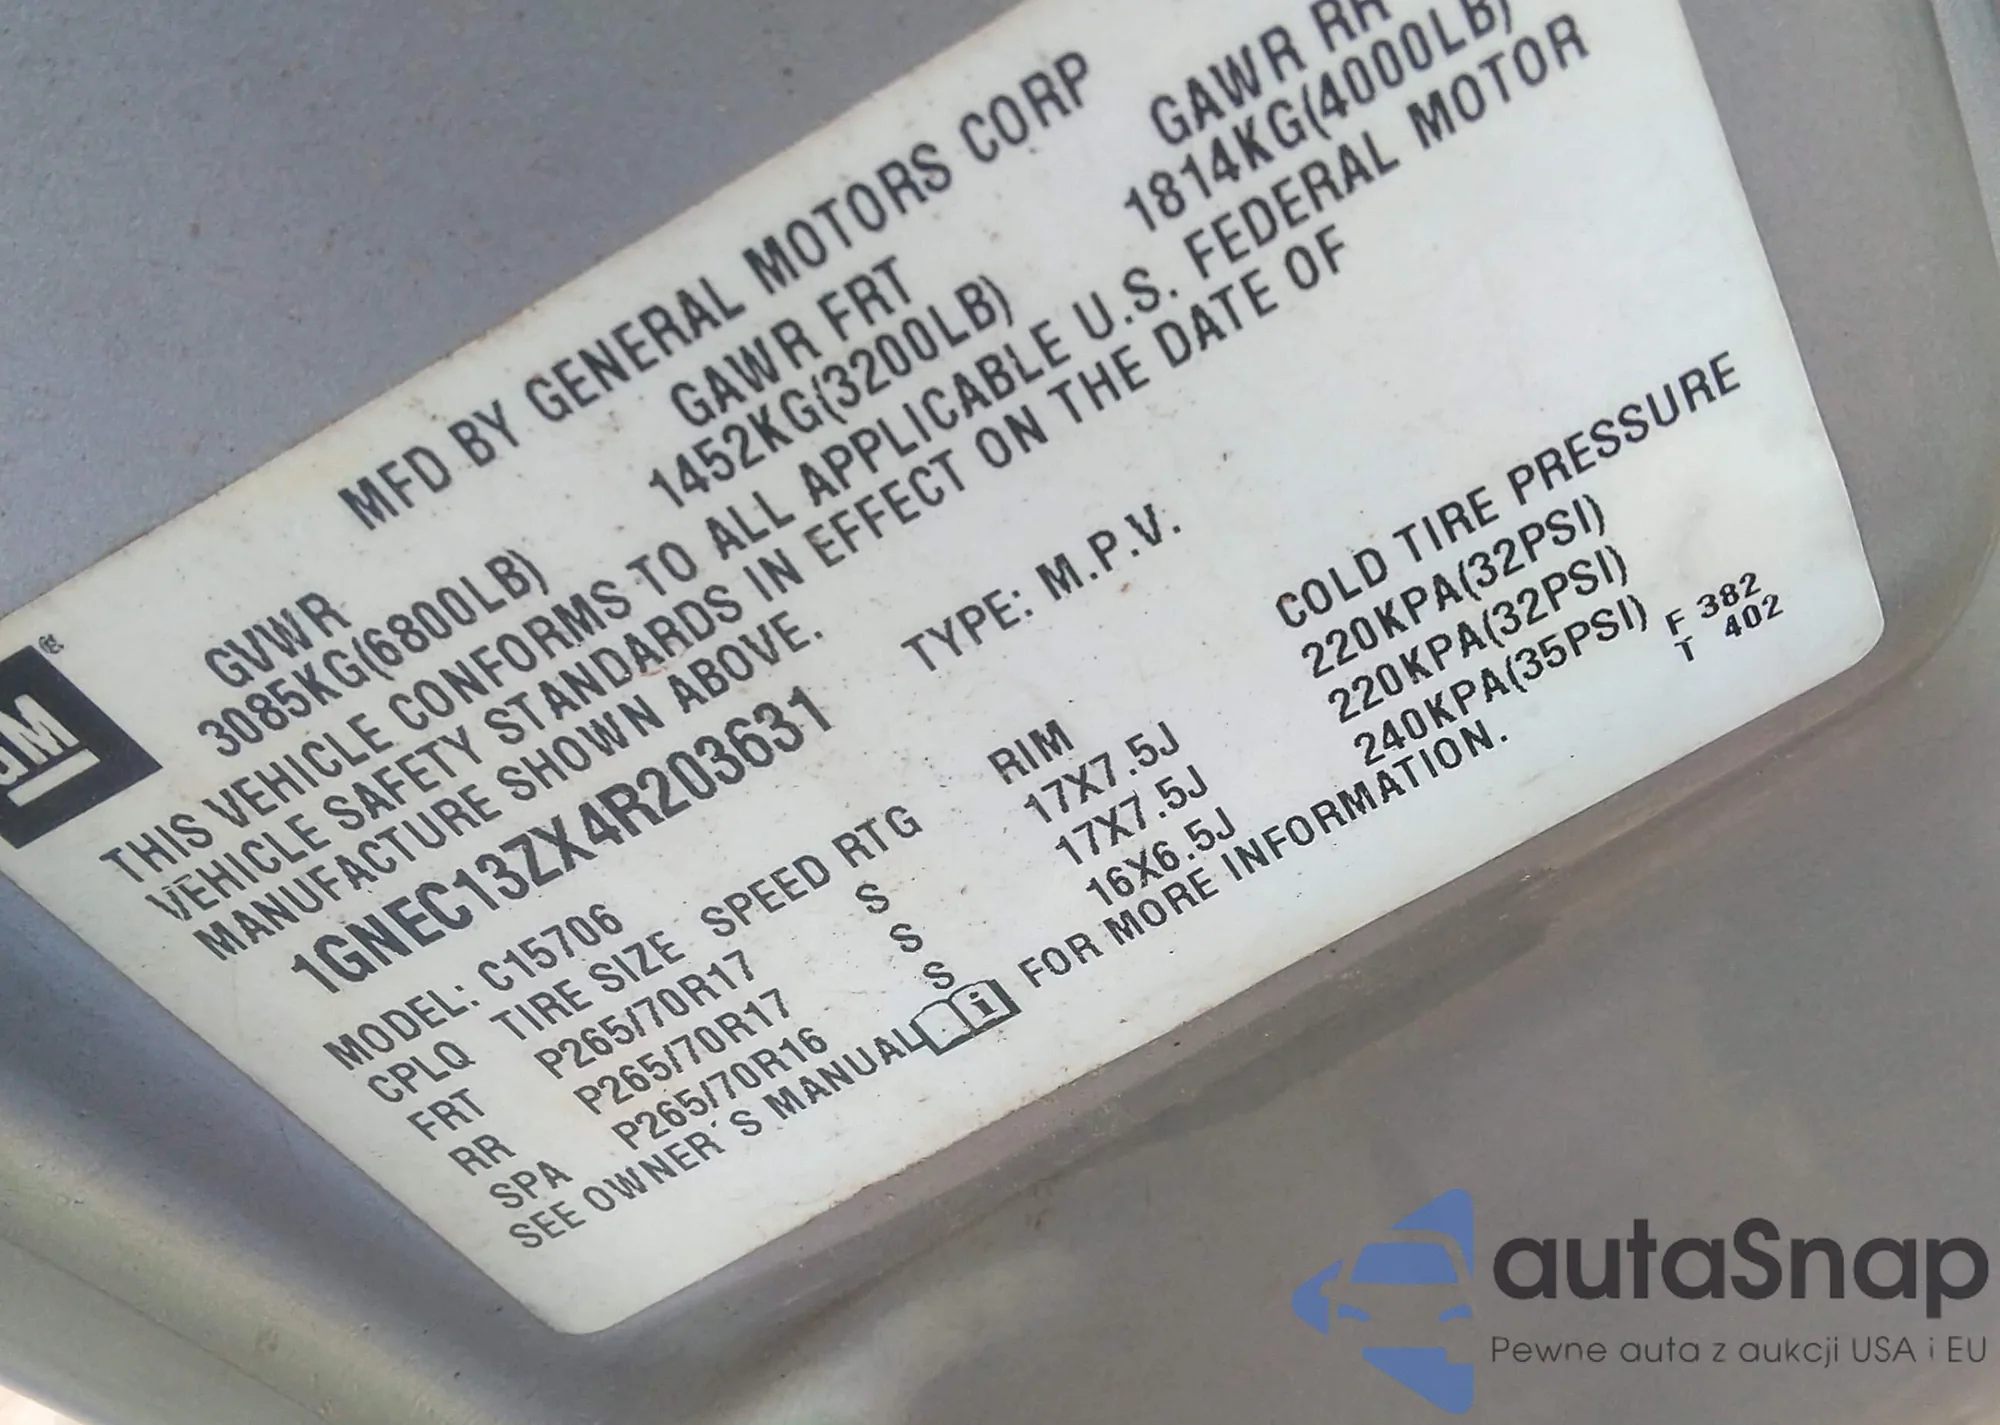 GM
®
MFD BY GENERAL MOTORS CORP
GVWR GAWR FRT GAWR RR
3085KG(6800LB) 1452KG(3200LB) 1814KG(4000LB)
THIS VEHICLE CONFORMS TO ALL APPLICABLE U.S. FEDERAL MOTOR
VEHICLE SAFETY STANDARDS IN EFFECT ON THE DATE OF
MANUFACTURE SHOWN ABOVE.
1GNEC13ZX4R203631 TYPE: M.P.V.
MODEL: C15706
CPLQ TIRE SIZE SPEED RTG RIM COLD TIRE PRESSURE
FRT P265/70R17 S 17X7.5J 220KPA(32PSI)
RR P265/70R17 S 17X7.5J 220KPA(32PSI)
SPA P265/70R16 S 16X6.5J 240KPA(35PSI)
SEE OWNER'S MANUAL i FOR MORE INFORMATION.
F 382
T 402
autaSnap
Pewne auta z aukcji USA i EU